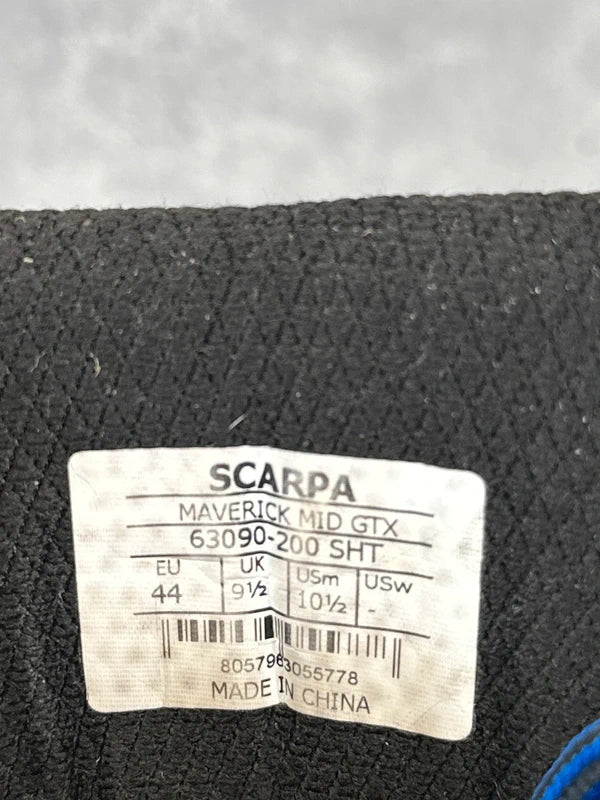 SCARPA
MAVERICK MID GTX
63090-200 SHT
EU UK USm USw
44 9½ 10½ -
8057963055778
MADE IN CHINA